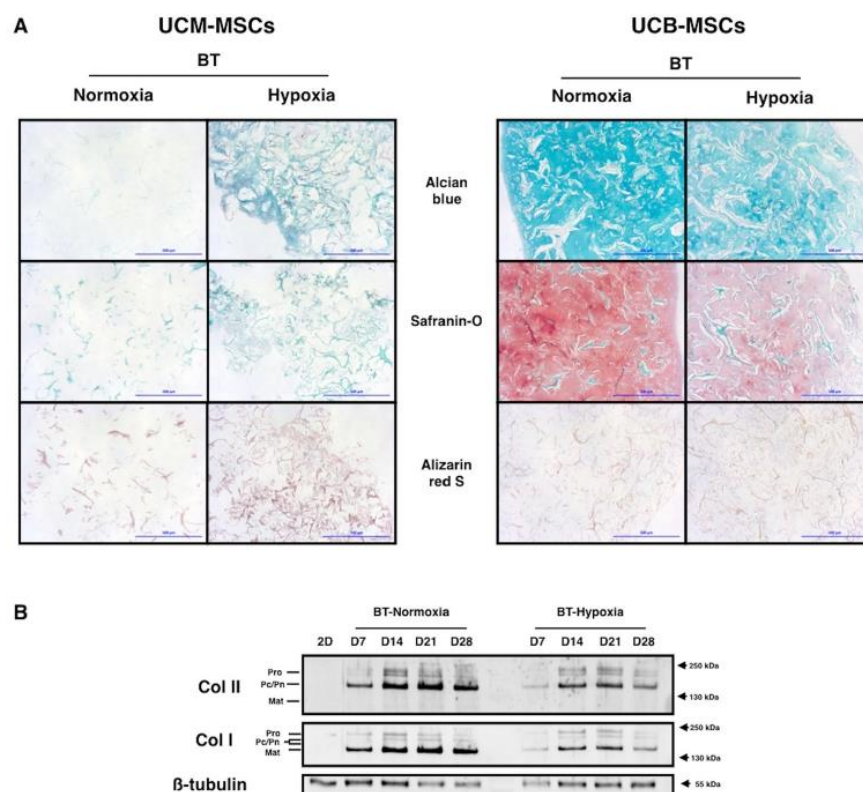 A
UCM-MSCs
UCB-MSCs
BT
BT
Normoxia
Hypoxia
Normoxia
Hypoxia
Alcian
blue
Safranin-O
Alizarin
red S
B
BT-Normoxia
BT-Hypoxia
2D D7 D14 D21 D28 D7 D14 D21 D28
Col II
Pro
Pc/Pn
Mat
250 kDa
130 kDa
Col I
Pro
Pc/Pn
Mat
250 kDa
130 kDa
ß-tubulin
55 kDa